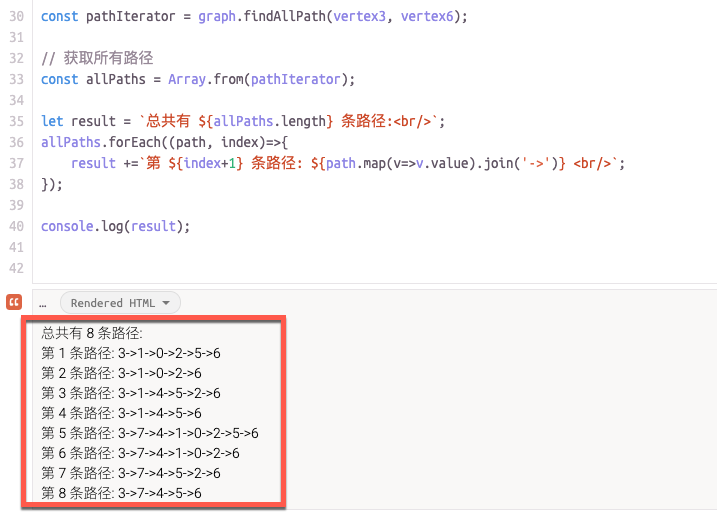 30 const pathIterator = graph.findAllPath(vertex3, vertex6);
31
32 // 获取所有路径
33 const allPaths = Array.from(pathIterator);
34
35 let result = `总共有 ${allPaths.length} 条路径:<br/>`;
36 allPaths.forEach((path, index)=>{
37     result +=`第 ${index+1} 条路径: ${path.map(v=>v.value).join('->')} <br/>`;
38 });
39
40 console.log(result);
41
42
… Rendered HTML
总共有 8 条路径:
第 1 条路径: 3->1->0->2->5->6
第 2 条路径: 3->1->0->2->6
第 3 条路径: 3->1->4->5->2->6
第 4 条路径: 3->1->4->5->6
第 5 条路径: 3->7->4->1->0->2->5->6
第 6 条路径: 3->7->4->1->0->2->6
第 7 条路径: 3->7->4->5->2->6
第 8 条路径: 3->7->4->5->6